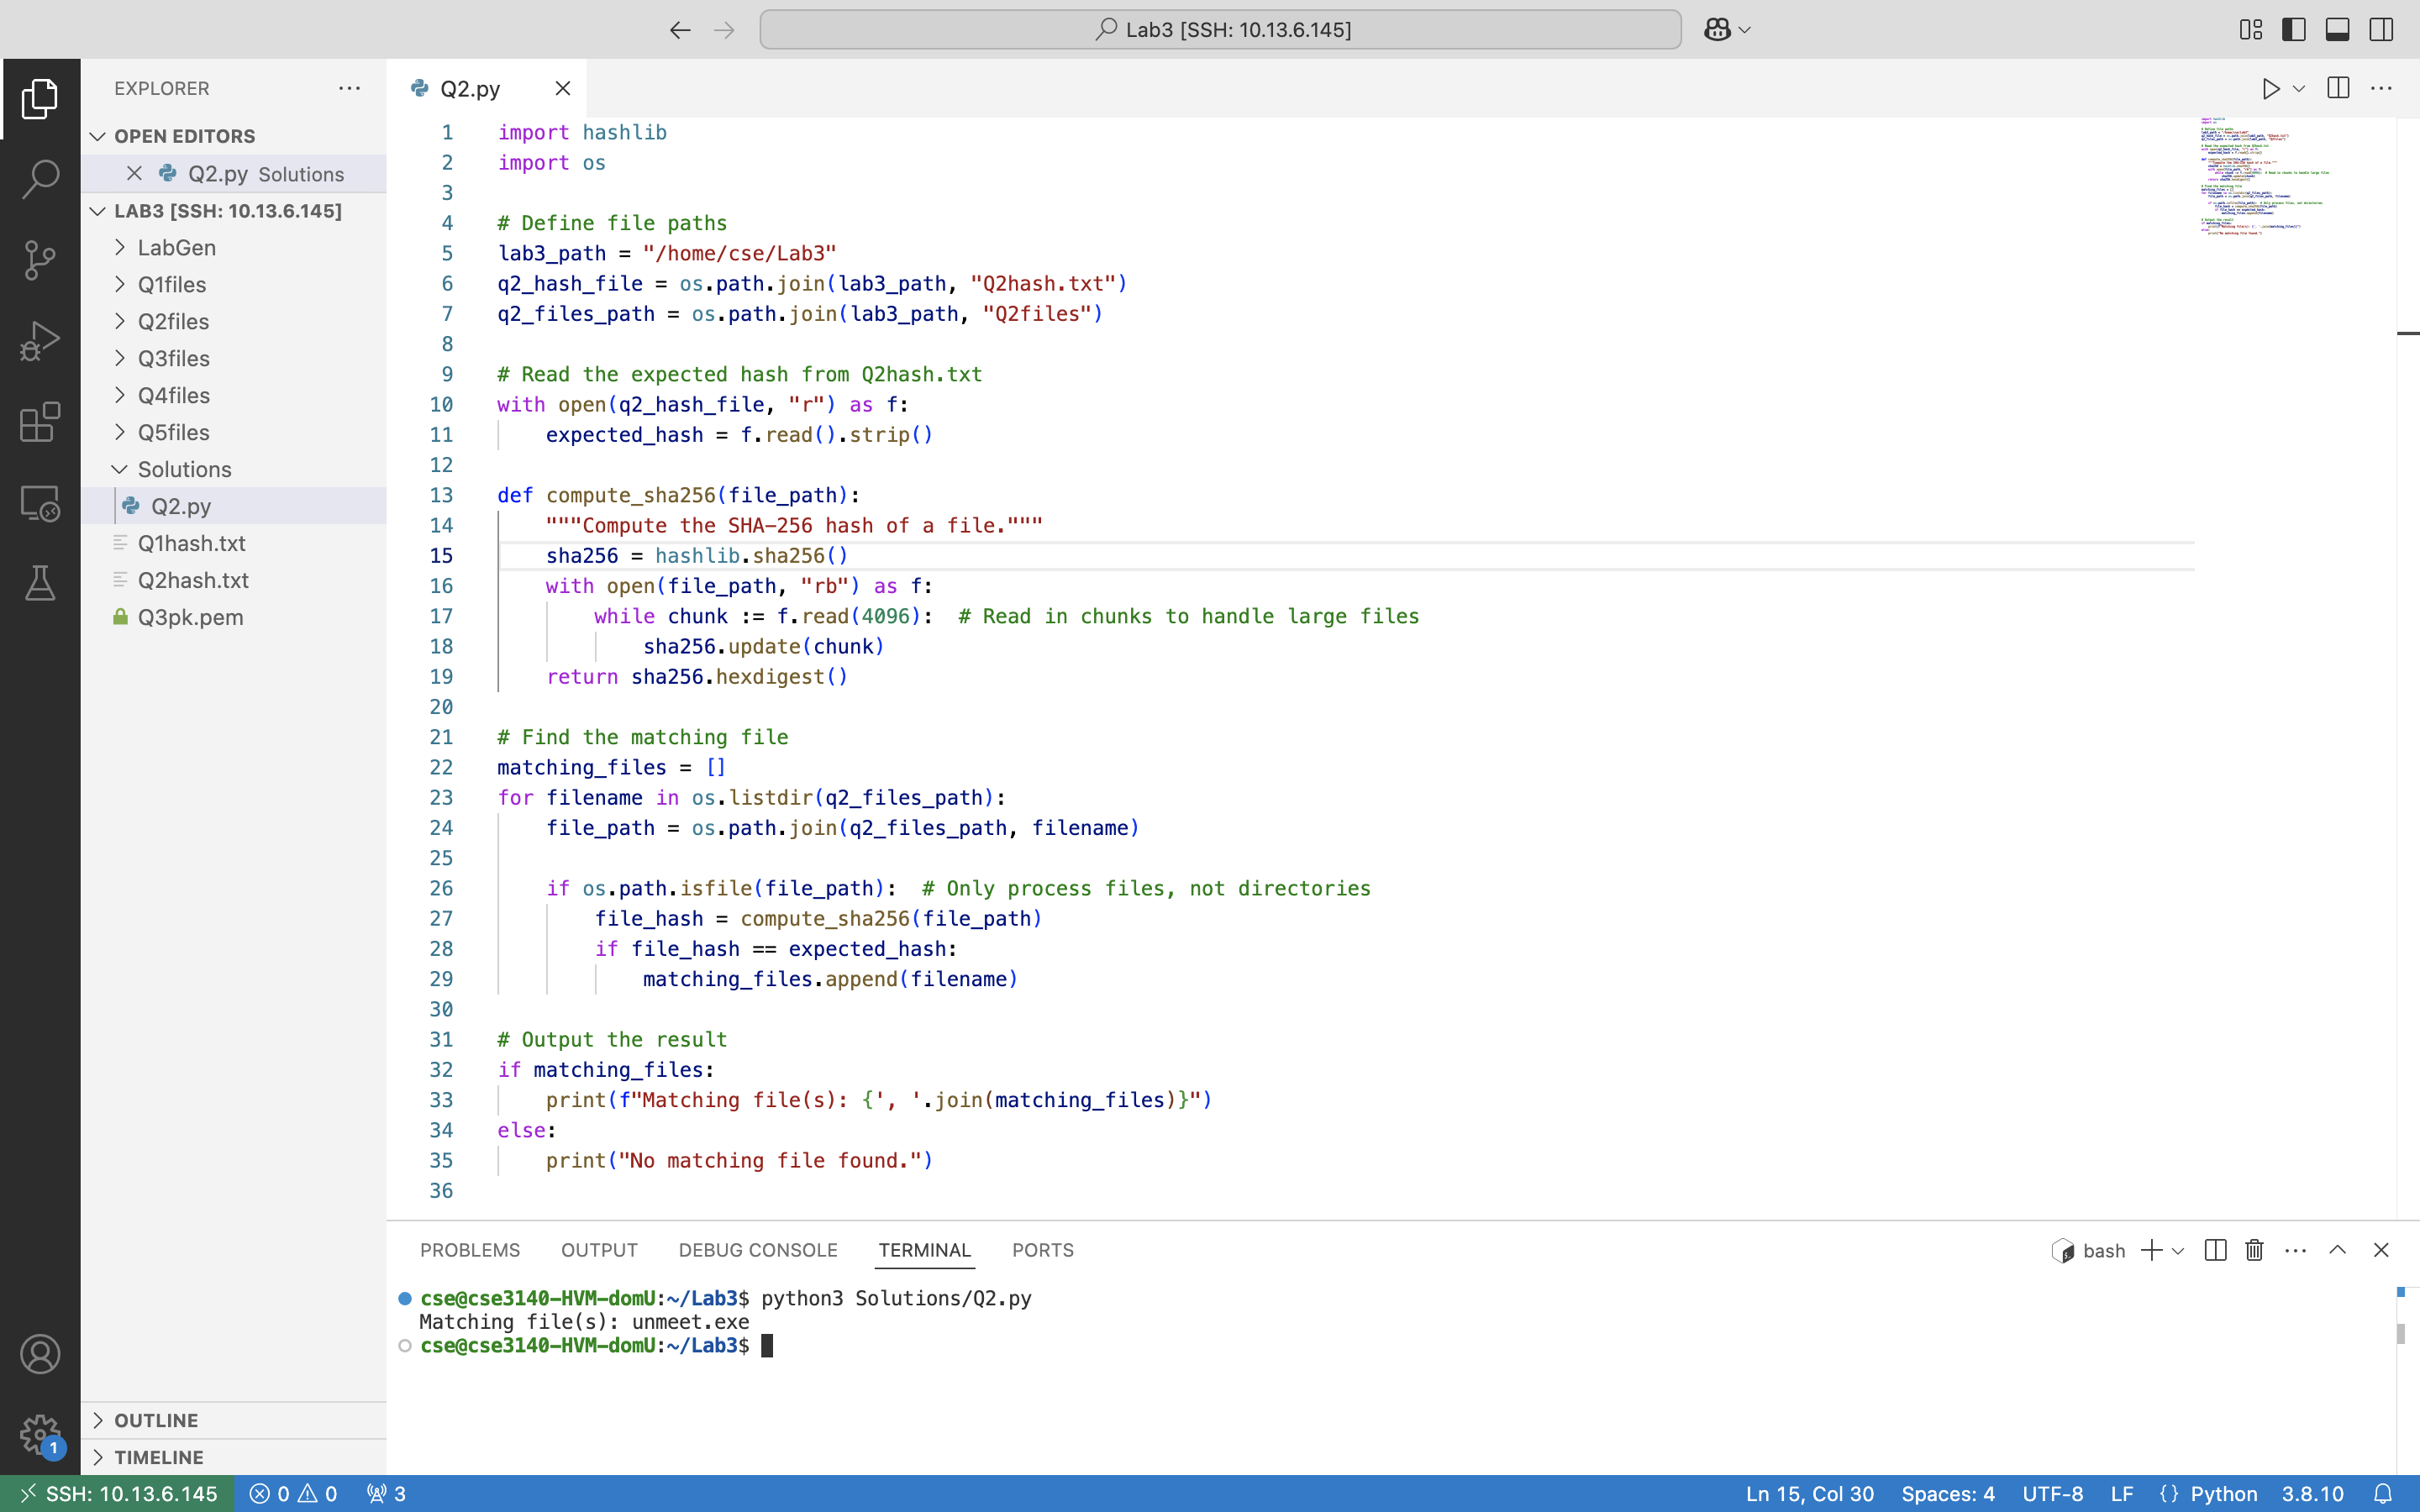 Lab3 [SSH: 10.13.6.145]
EXPLORER
OPEN EDITORS
Q2.py Solutions
LAB3 [SSH: 10.13.6.145]
LabGen
Q1files
Q2files
Q3files
Q4files
Q5files
Solutions
Q2.py
Q1hash.txt
Q2hash.txt
Q3pk.pem
OUTLINE
TIMELINE
Q2.py
1 import hashlib
2 import os
3
4 # Define file paths
5 lab3_path = "/home/cse/Lab3"
6 q2_hash_file = os.path.join(lab3_path, "Q2hash.txt")
7 q2_files_path = os.path.join(lab3_path, "Q2files")
8
9 # Read the expected hash from Q2hash.txt
10 with open(q2_hash_file, "r") as f:
11     expected_hash = f.read().strip()
12
13 def compute_sha256(file_path):
14     """Compute the SHA-256 hash of a file."""
15     sha256 = hashlib.sha256()
16     with open(file_path, "rb") as f:
17         while chunk := f.read(4096):  # Read in chunks to handle large files
18             sha256.update(chunk)
19     return sha256.hexdigest()
20
21 # Find the matching file
22 matching_files = []
23 for filename in os.listdir(q2_files_path):
24     file_path = os.path.join(q2_files_path, filename)
25
26     if os.path.isfile(file_path):  # Only process files, not directories
27         file_hash = compute_sha256(file_path)
28         if file_hash == expected_hash:
29             matching_files.append(filename)
30
31 # Output the result
32 if matching_files:
33     print(f"Matching file(s): {', '.join(matching_files)}")
34 else:
35     print("No matching file found.")
36
PROBLEMS OUTPUT DEBUG CONSOLE TERMINAL PORTS
bash
cse@cse3140-HVM-domU:~/Lab3$ python3 Solutions/Q2.py
Matching file(s): unmeet.exe
cse@cse3140-HVM-domU:~/Lab3$
1
SSH: 10.13.6.145 0 0 3 Ln 15, Col 30 Spaces: 4 UTF-8 LF {} Python 3.8.10